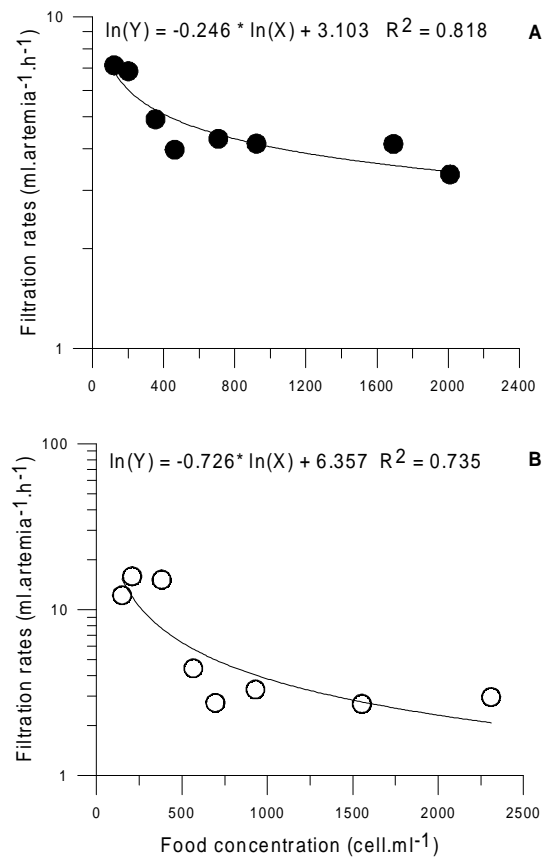 ln(Y) = -0.246 * ln(X) + 3.103 R2 = 0.818 A
10
1
Filtration rates (ml.artemia-1.h-1)
0 400 800 1200 1600 2000 2400
ln(Y) = -0.726* ln(X) + 6.357 R2 = 0.735 B
100
10
1
Filtration rates (ml.artemia-1.h-1)
0 500 1000 1500 2000 2500
Food concentration (cell.ml-1)